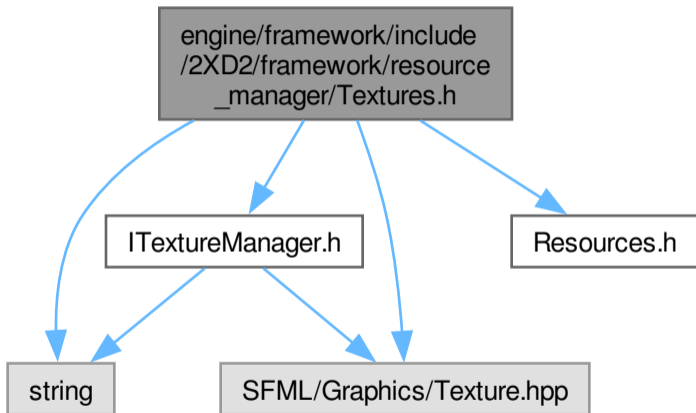 engine/framework/include
/2XD2/framework/resource
_manager/Textures.h
ITextureManager.h
Resources.h
string
SFML/Graphics/Texture.hpp